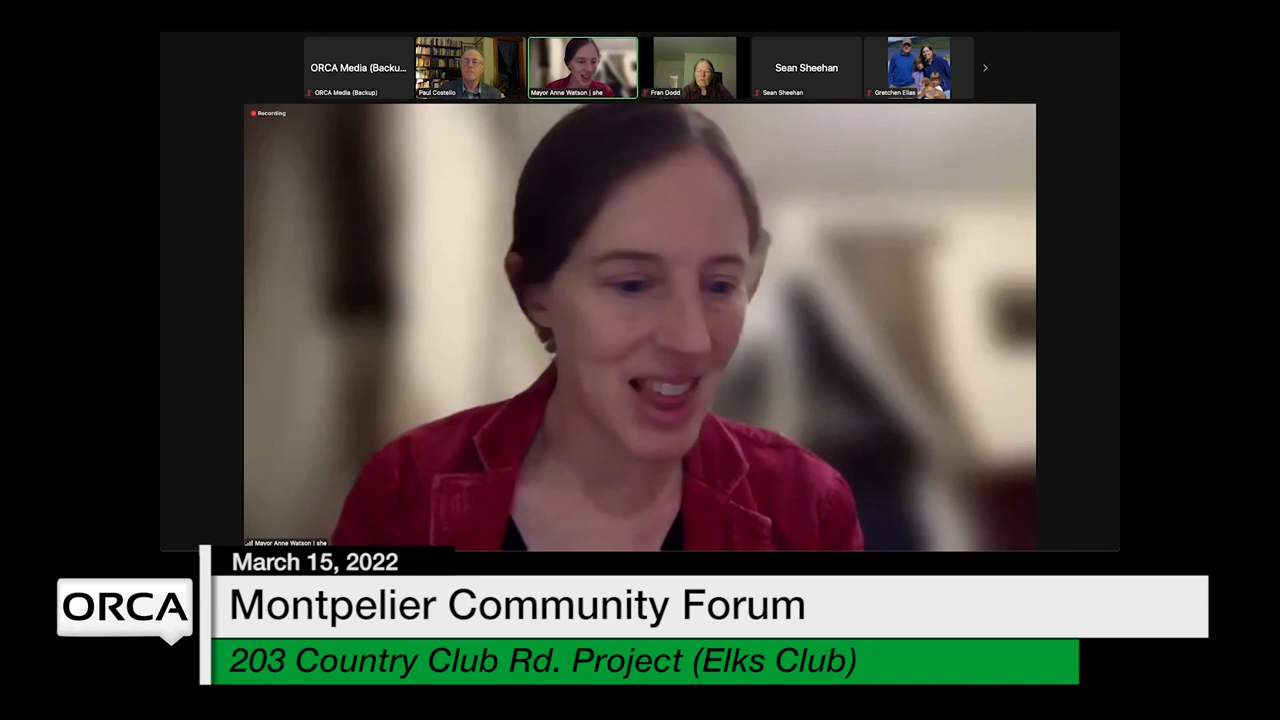 ORCA Media (Backu...
Sean Sheehan
ORCA Media (Backup)
Paul Costello
Mayor Anne Watson | she
Fran Dodd
Sean Sheehan
Gretchen Elias
Recording
Mayor Anne Watson | she
March 15, 2022
ORCA
Montpelier Community Forum
203 Country Club Rd. Project (Elks Club)